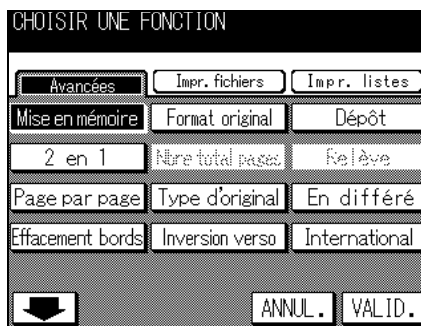 CHOISIR UNE FONCTION
Avancées Impr. fichiers Impr. listes
Mise en mémoire Format original Dépôt
2 en 1 Nbre total pages Relève
Page par page Type d'original En différé
Effacement bords Inversion verso International
ANNUL. VALID.